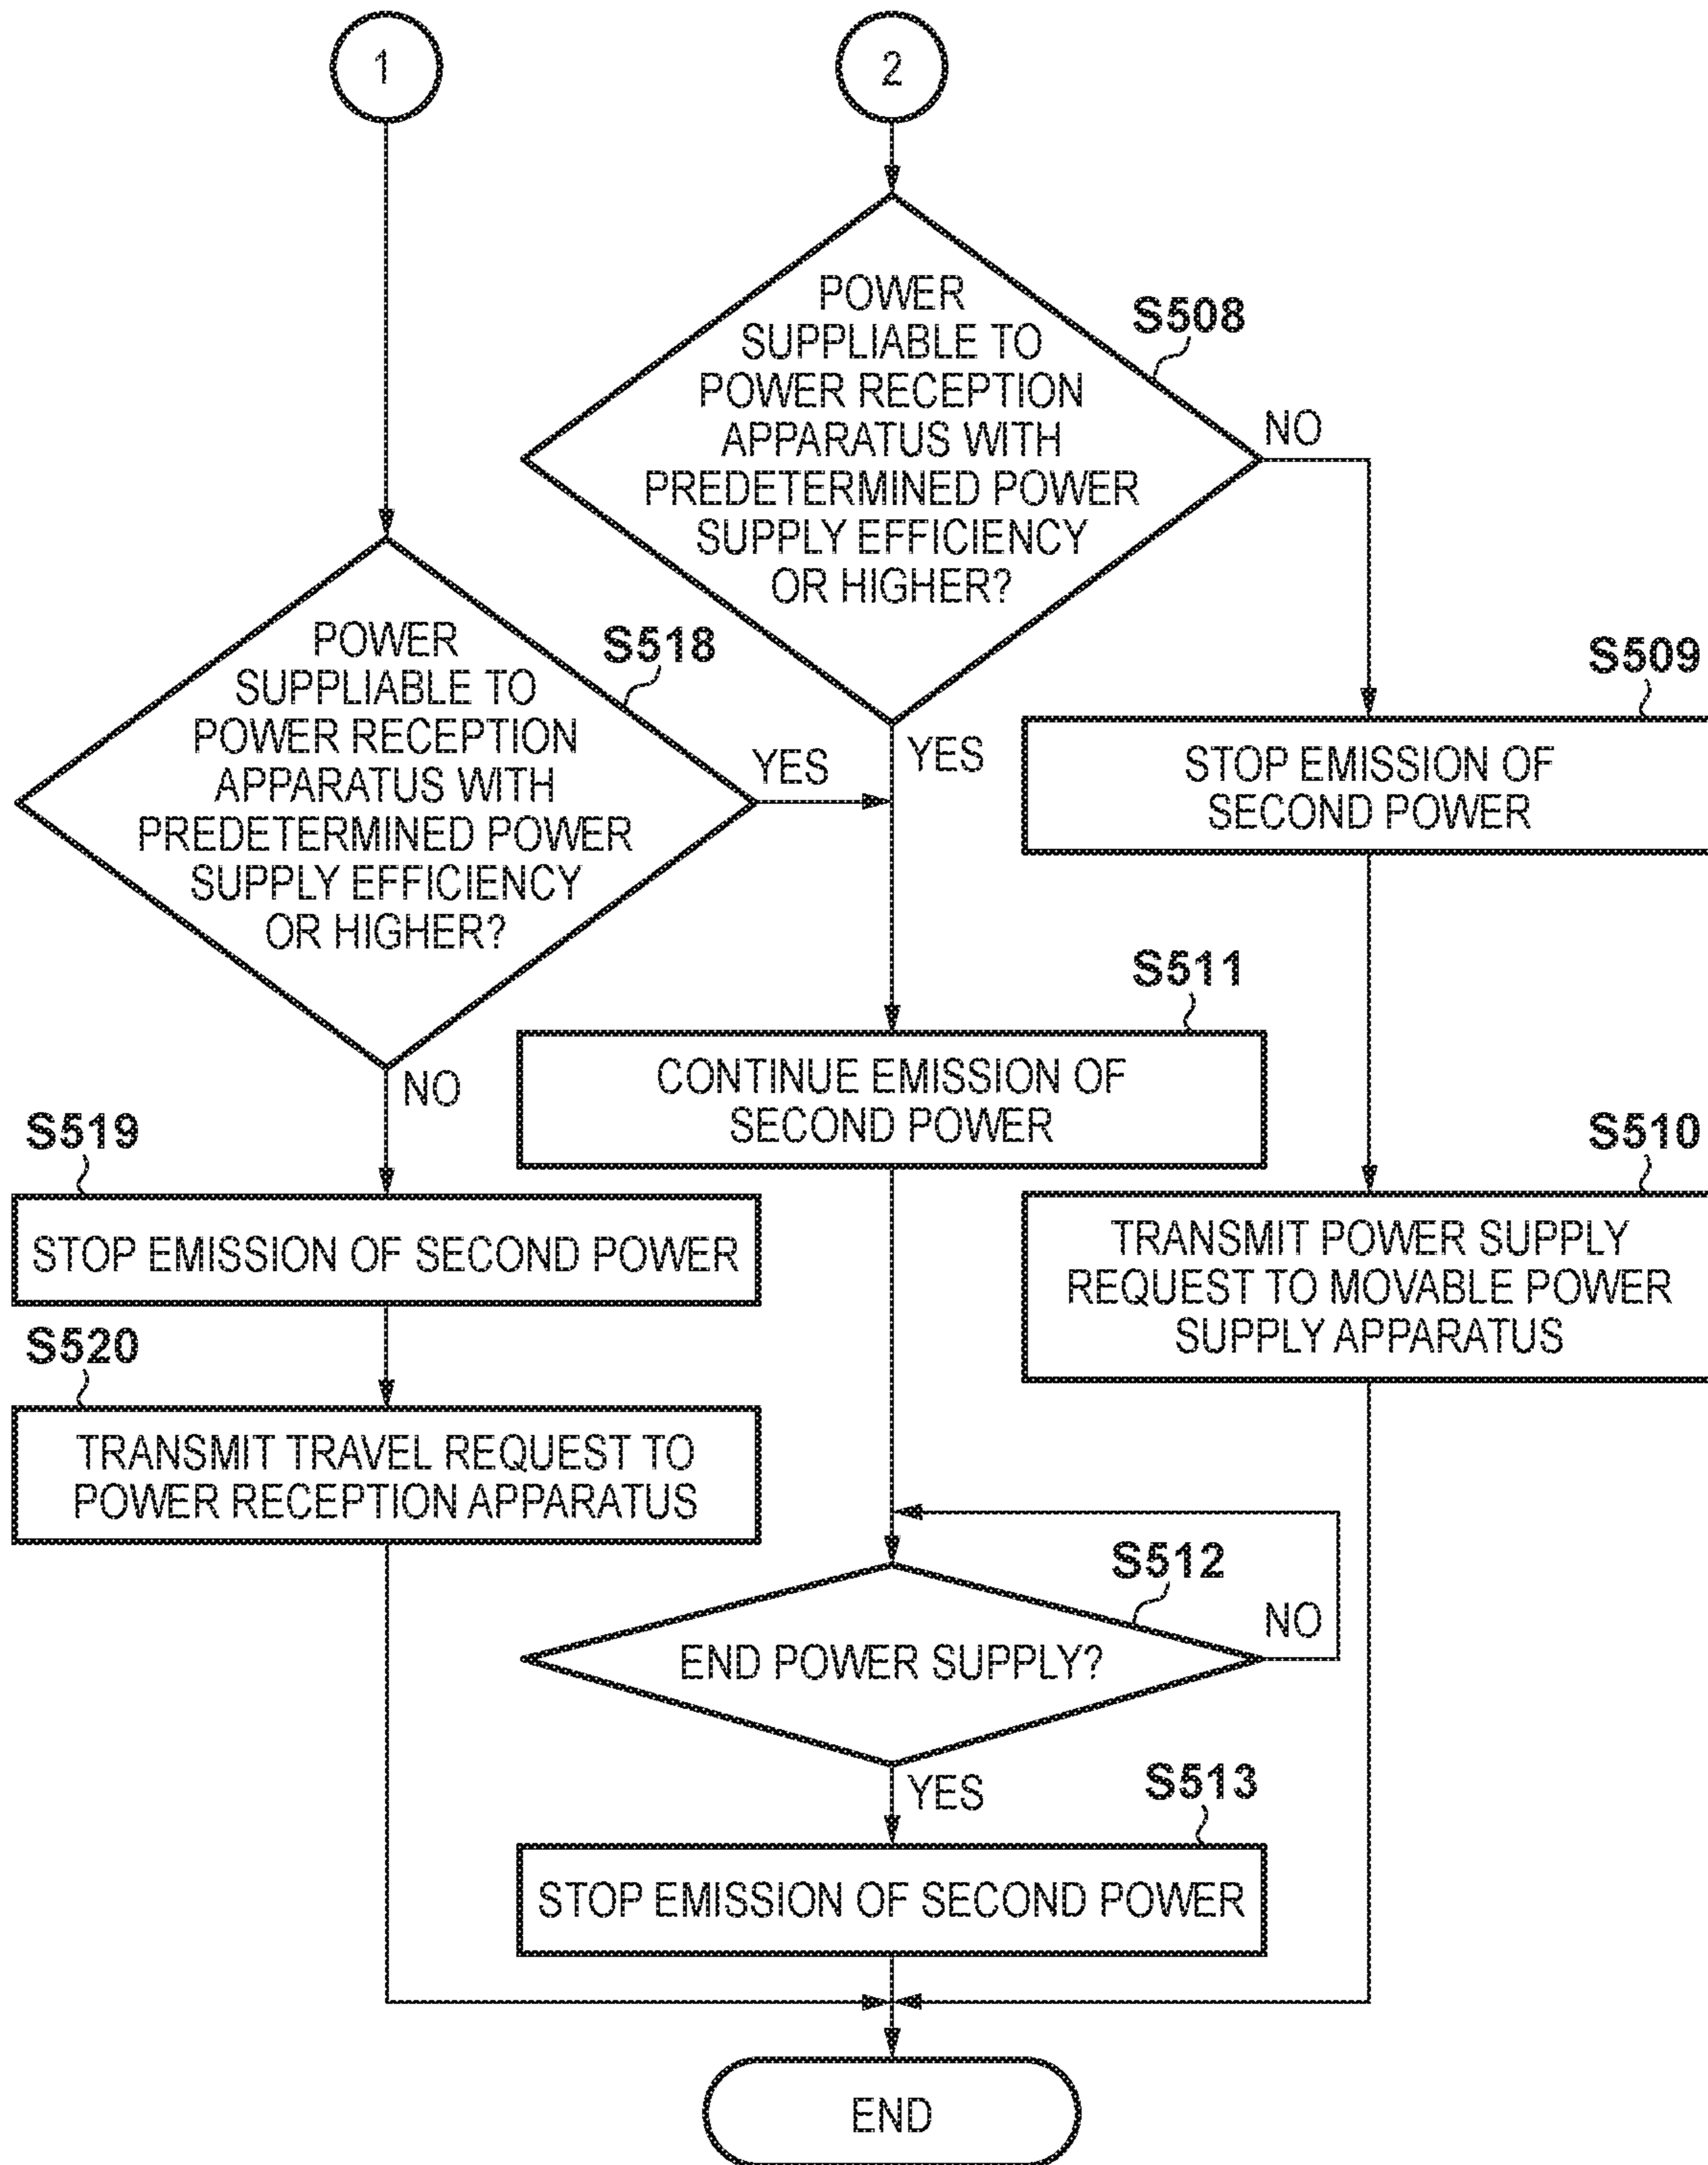 1
2
POWER
SUPPLIABLE TO
POWER RECEPTION
APPARATUS WITH
PREDETERMINED POWER
SUPPLY EFFICIENCY
OR HIGHER?
S508
NO
YES
POWER
SUPPLIABLE TO
POWER RECEPTION
APPARATUS WITH
PREDETERMINED POWER
SUPPLY EFFICIENCY
OR HIGHER?
S518
YES
NO
S509
STOP EMISSION OF
SECOND POWER
S511
CONTINUE EMISSION OF
SECOND POWER
S519
STOP EMISSION OF SECOND POWER
S510
TRANSMIT POWER SUPPLY
REQUEST TO MOVABLE POWER
SUPPLY APPARATUS
S520
TRANSMIT TRAVEL REQUEST TO
POWER RECEPTION APPARATUS
S512
END POWER SUPPLY?
NO
YES
S513
STOP EMISSION OF SECOND POWER
END